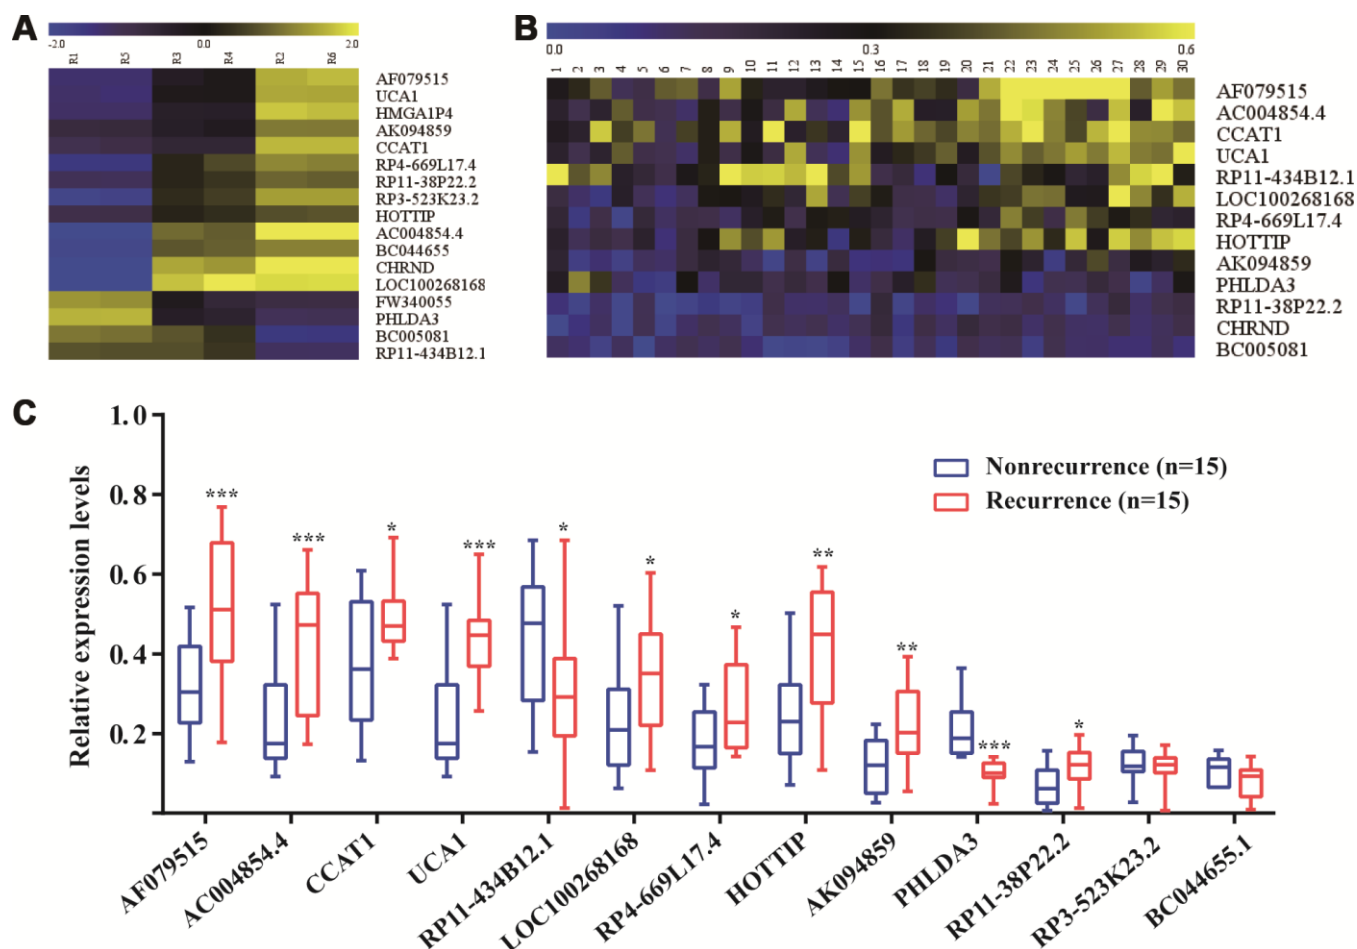 A
-2.0 0.0 2.0
R1 R5 R3 R4 R2 R6
AF079515
UCA1
HMGA1P4
AK094859
CCAT1
RP4-669L17.4
RP11-38P22.2
RP3-523K23.2
HOTTIP
AC004854.4
BC044655
CHRND
LOC100268168
FW340055
PHLDA3
BC005081
RP11-434B12.1
B
0.0 0.3 0.6
1 2 3 4 5 6 7 8 9 10 11 12 13 14 15 16 17 18 19 20 21 22 23 24 25 26 27 28 29 30
AF079515
AC004854.4
CCAT1
UCA1
RP11-434B12.1
LOC100268168
RP4-669L17.4
HOTTIP
AK094859
PHLDA3
RP11-38P22.2
CHRND
BC005081
C
Relative expression levels
1.0
0.8
0.6
0.4
0.2
Nonrecurrence (n=15)
Recurrence (n=15)
*** *** * *** * * * ** ** *** *
AF079515
AC004854.4
CCAT1
UCA1
RP11-434B12.1
LOC100268168
RP4-669L17.4
HOTTIP
AK094859
PHLDA3
RP11-38P22.2
RP3-523K23.2
BC044655.1